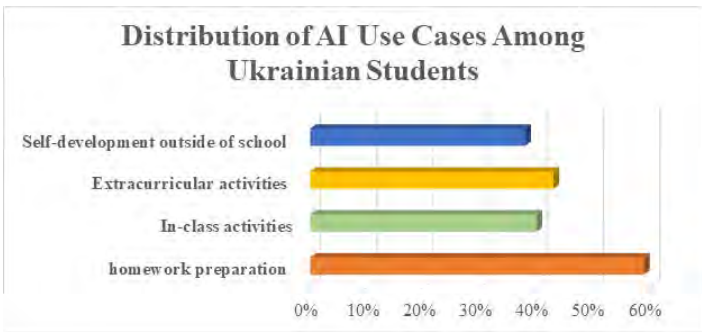 Distribution of AI Use Cases Among
Ukrainian Students
Self-development outside of school
Extracurricular activities
In-class activities
homework preparation
0% 10% 20% 30% 40% 50% 60%